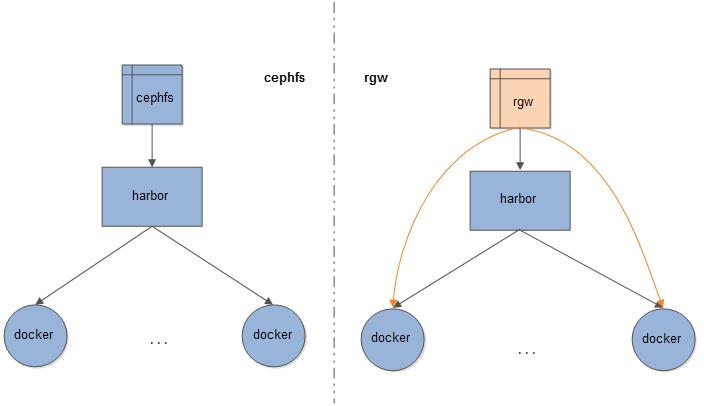 cephfs
rgw
cephfs
harbor
docker
. . .
docker
rgw
harbor
docker
. . .
docker